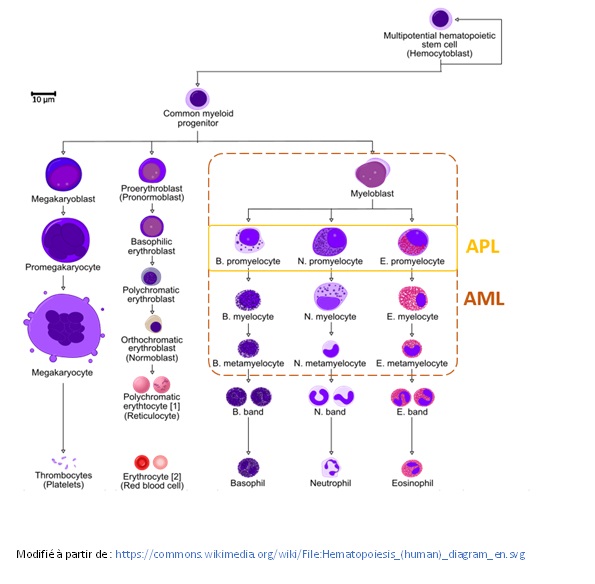 Multipotential hematopoietic
stem cell
(Hemocytoblast)
10 µm
Common myeloid
progenitor
Megakaryoblast
Proerythroblast
(Pronormoblast)
Myeloblast
Basophilic
erythroblast
Promegakaryocyte
B. promyelocyte
N. promyelocyte
E. promyelocyte
APL
Polychromatic
erythroblast
B. myelocyte
N. myelocyte
E. myelocyte
AML
Orthochromatic
erythroblast
(Normoblast)
Megakaryocyte
B. metamyelocyte
N. metamyelocyte
E. metamyelocyte
Polychromatic
erythtocyte [1]
(Reticulocyte)
B. band
N. band
E. band
Thrombocytes
(Platelets)
Erythrocyte [2]
(Red blood cell)
Basophil
Neutrophil
Eosinophil
Modifié à partir de : https://commons.wikimedia.org/wiki/File:Hematopoiesis_(human)_diagram_en.svg